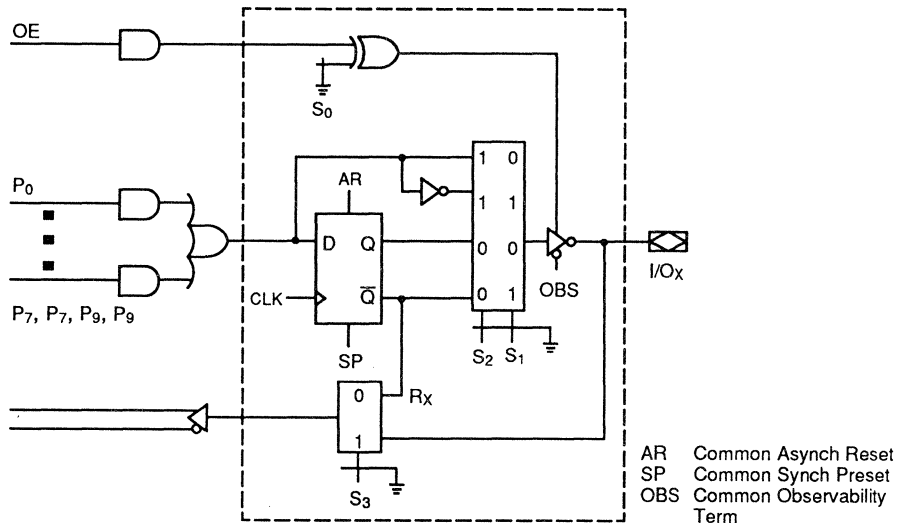 OE
S0
P0
AR
1 0
1 1
D Q
0 0
I/OX
CLK
Q̅
0 1
OBS
P7, P7, P9, P9
SP
S2 S1
0
RX
1
S3
AR Common Asynch Reset
SP Common Synch Preset
OBS Common Observability
Term